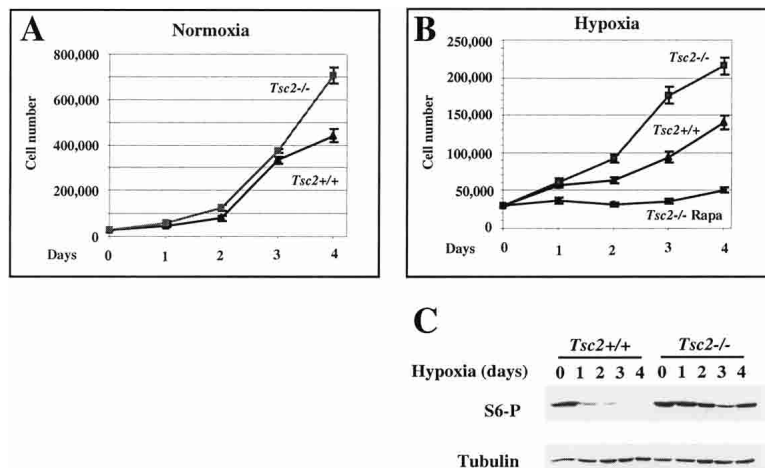 A
Normoxia
800,000
600,000
400,000
200,000
0
Cell number
Tsc2-/-
Tsc2+/+
Days 0 1 2 3 4
B
Hypoxia
250,000
200,000
150,000
100,000
50,000
0
Cell number
Tsc2-/-
Tsc2+/+
Tsc2-/- Rapa
Days 0 1 2 3 4
C
Tsc2+/+ Tsc2-/-
Hypoxia (days) 0 1 2 3 4 0 1 2 3 4
S6-P
Tubulin